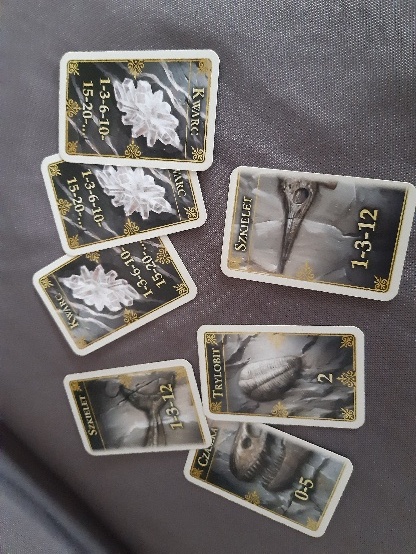 KWARC
1-3-6-10-
15-20-...
KWARC
1-3-6-10-
15-20-...
KWARC
1-3-6-10-
15-20-...
SZKIELET
1-3-12
TRYLOBIT
2
SZKIELET
1-3-12
0-5